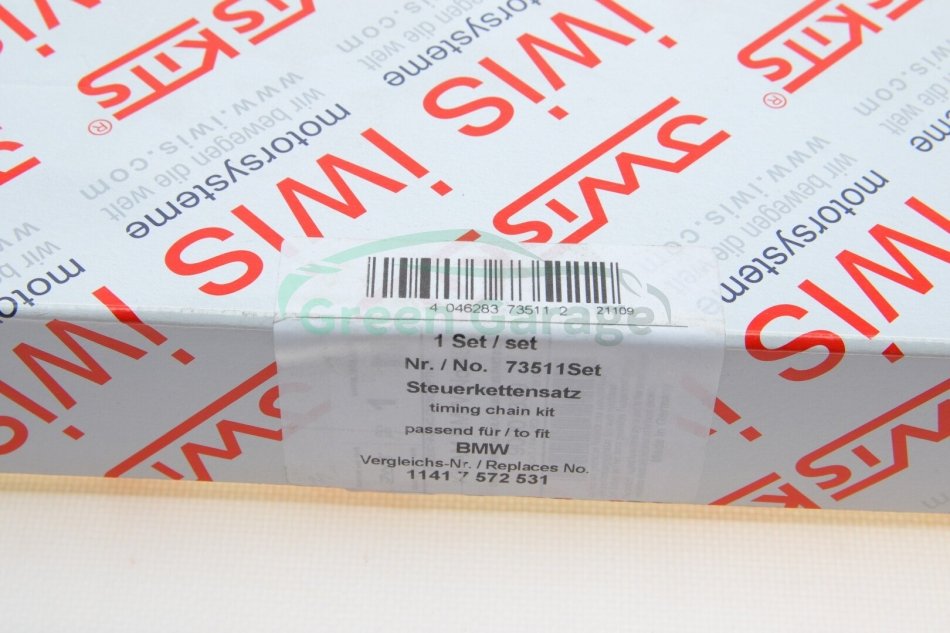 iwis
motorsysteme
wir bewegen die welt
www.iwis.com
JWiS KiTS ®
4 046283 73511 2 21109
Green Garage
1 Set / set
Nr. / No. 73511Set
Steuerkettensatz
timing chain kit
passend für / to fit
BMW
Vergleichs-Nr. / Replaces No.
1141 7 572 531